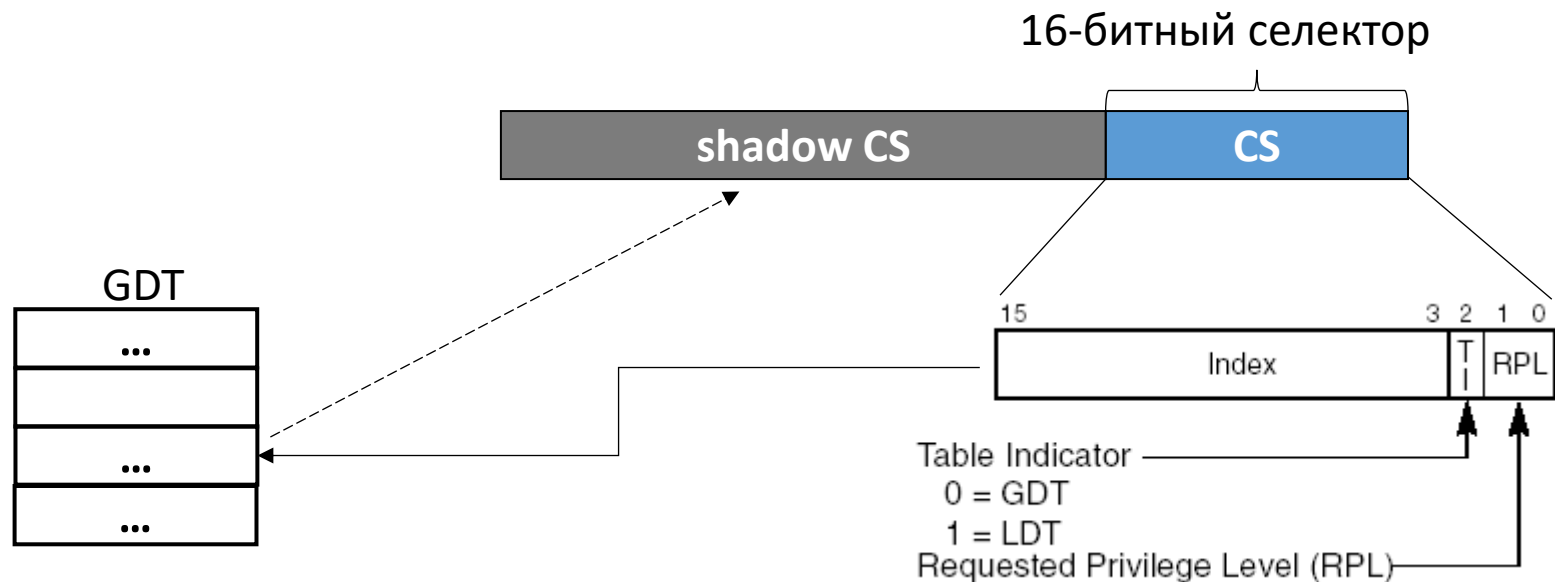 16-битный селектор
shadow CS CS
GDT
...
...
...
15 3 2 1 0
Index TI RPL
Table Indicator
0 = GDT
1 = LDT
Requested Privilege Level (RPL)